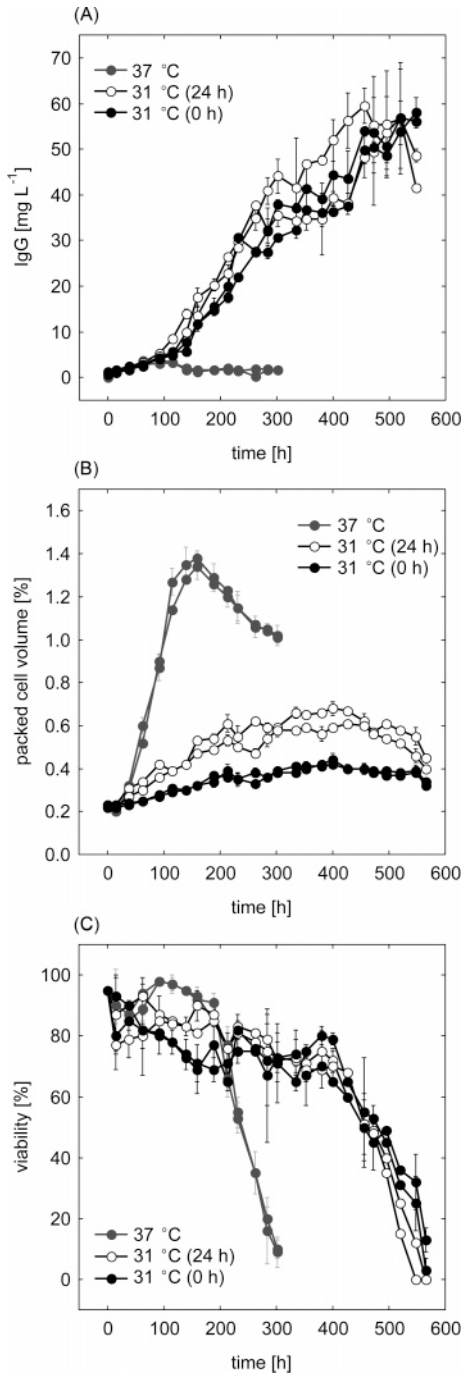 (A)
IgG [mg L⁻¹]
70
60
50
40
30
20
10
0
37 °C
31 °C (24 h)
31 °C (0 h)
0 100 200 300 400 500 600
time [h]
(B)
packed cell volume [%]
1.6
1.4
1.2
1.0
0.8
0.6
0.4
0.2
0.0
37 °C
31 °C (24 h)
31 °C (0 h)
0 100 200 300 400 500 600
time [h]
(C)
viability [%]
100
80
60
40
20
0
37 °C
31 °C (24 h)
31 °C (0 h)
0 100 200 300 400 500 600
time [h]